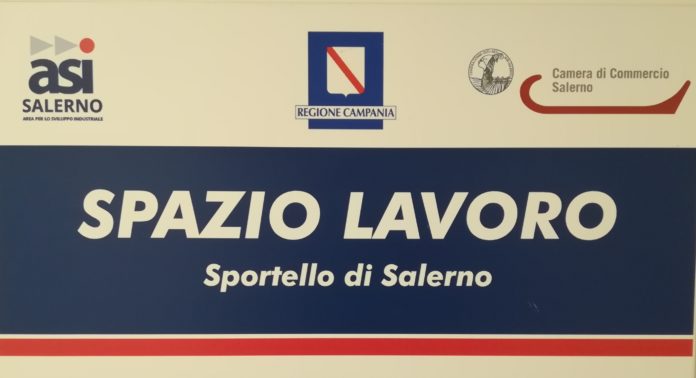 asi
SALERNO
AREA PER LO SVILUPPO INDUSTRIALE
REGIONE CAMPANIA
Camera di Commercio
Salerno
SPAZIO LAVORO
Sportello di Salerno